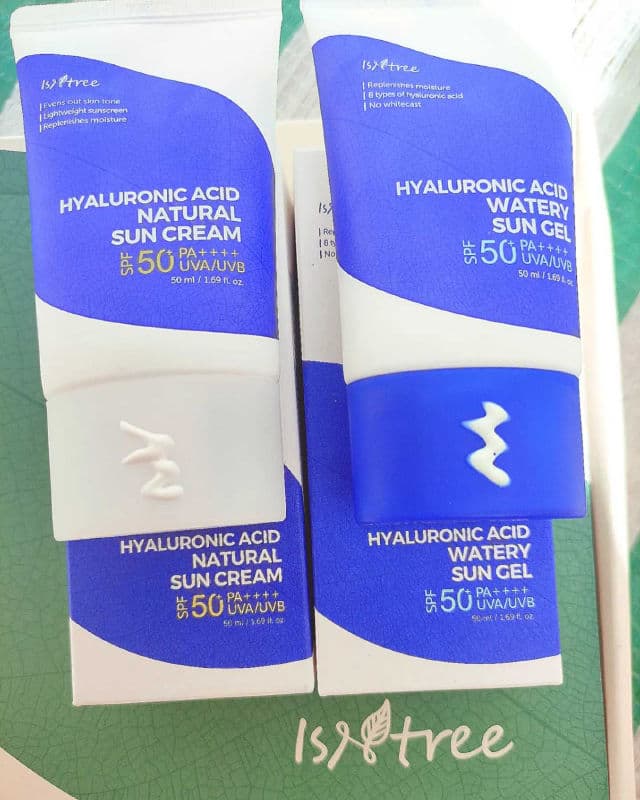 Isntree
Evens out skin tone
Lightweight sunscreen
Replenishes moisture
HYALURONIC ACID
NATURAL
SUN CREAM
SPF 50+ PA++++
UVA/UVB
50 ml / 1.69 fl. oz.
Isntree
Replenishes moisture
8 types of hyaluronic acid
No whitecast
HYALURONIC ACID
WATERY
SUN GEL
SPF 50+ PA++++
UVA/UVB
50 ml / 1.69 fl. oz.
HYALURONIC ACID
NATURAL
SUN CREAM
SPF 50+ PA++++
UVA/UVB
50 ml / 1.69 fl. oz.
No
HYALURONIC ACID
WATERY
SUN GEL
SPF 50+ PA++++
UVA/UVB
50 ml / 1.69 fl. oz.
Isntree